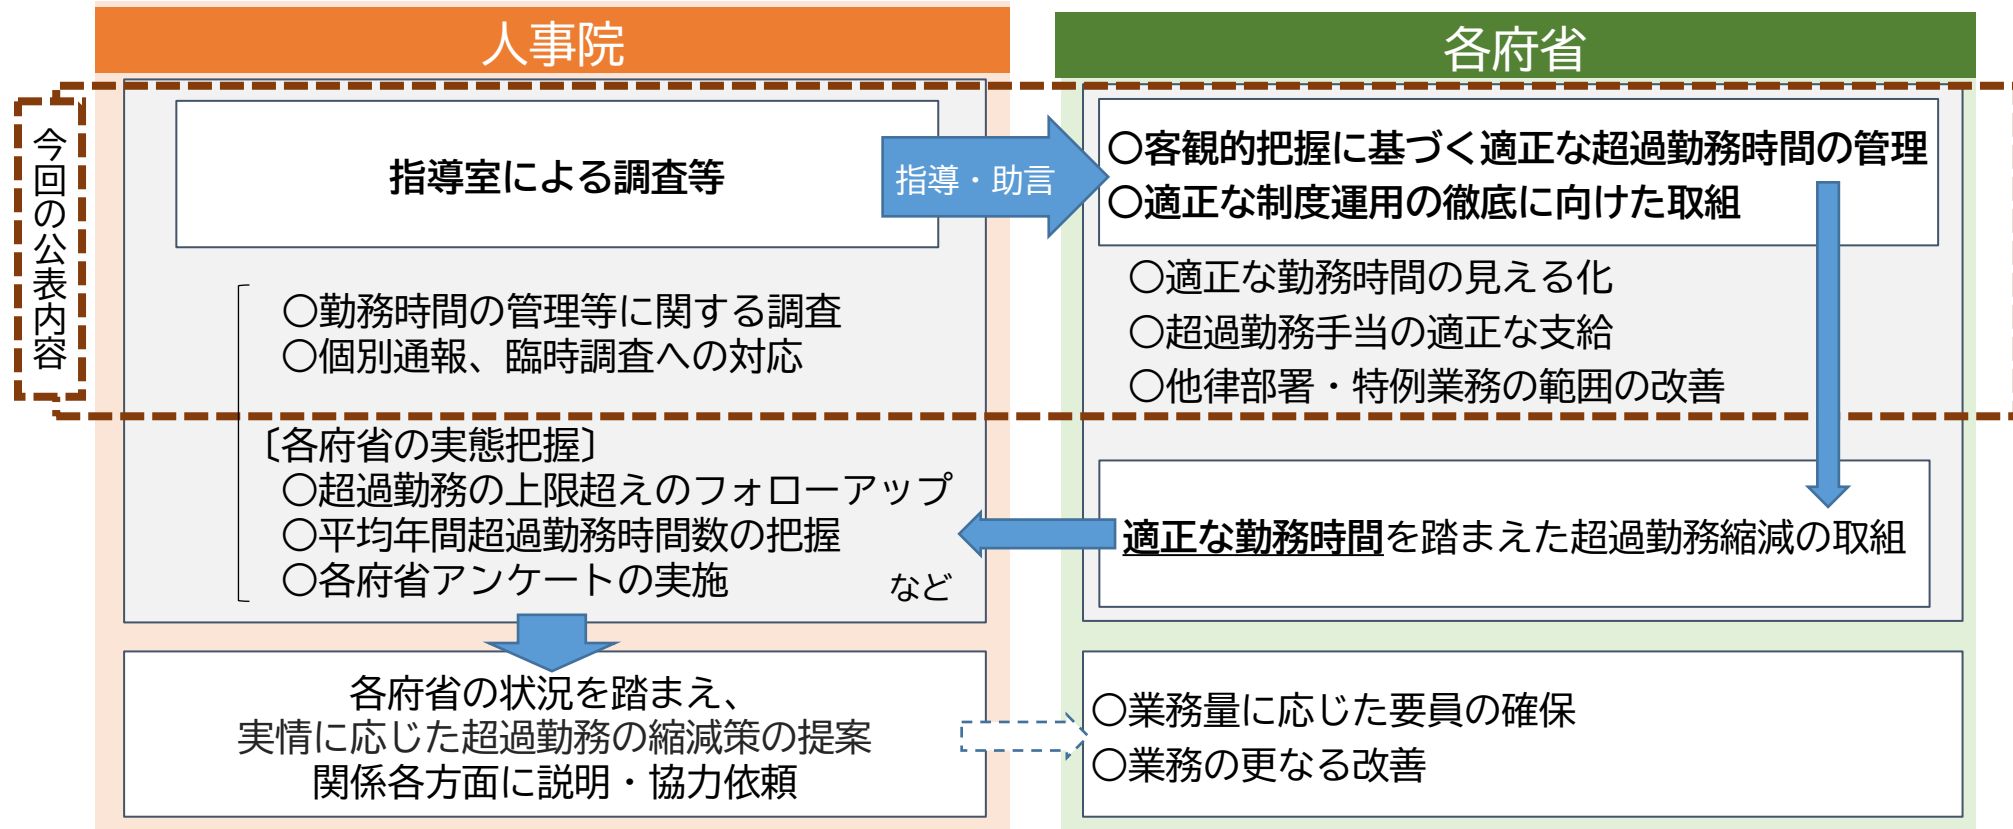 人事院
各府省
今回の公表内容
指導室による調査等
指導・助言
〇客観的把握に基づく適正な超過勤務時間の管理
〇適正な制度運用の徹底に向けた取組
〇適正な勤務時間の見える化
〇超過勤務手当の適正な支給
〇他律部署・特例業務の範囲の改善
〇勤務時間の管理等に関する調査
〇個別通報、臨時調査への対応
〔各府省の実態把握〕
〇超過勤務の上限超えのフォローアップ
〇平均年間超過勤務時間数の把握
〇各府省アンケートの実施
など
適正な勤務時間を踏まえた超過勤務縮減の取組
各府省の状況を踏まえ、
実情に応じた超過勤務の縮減策の提案
関係各方面に説明・協力依頼
〇業務量に応じた要員の確保
〇業務の更なる改善